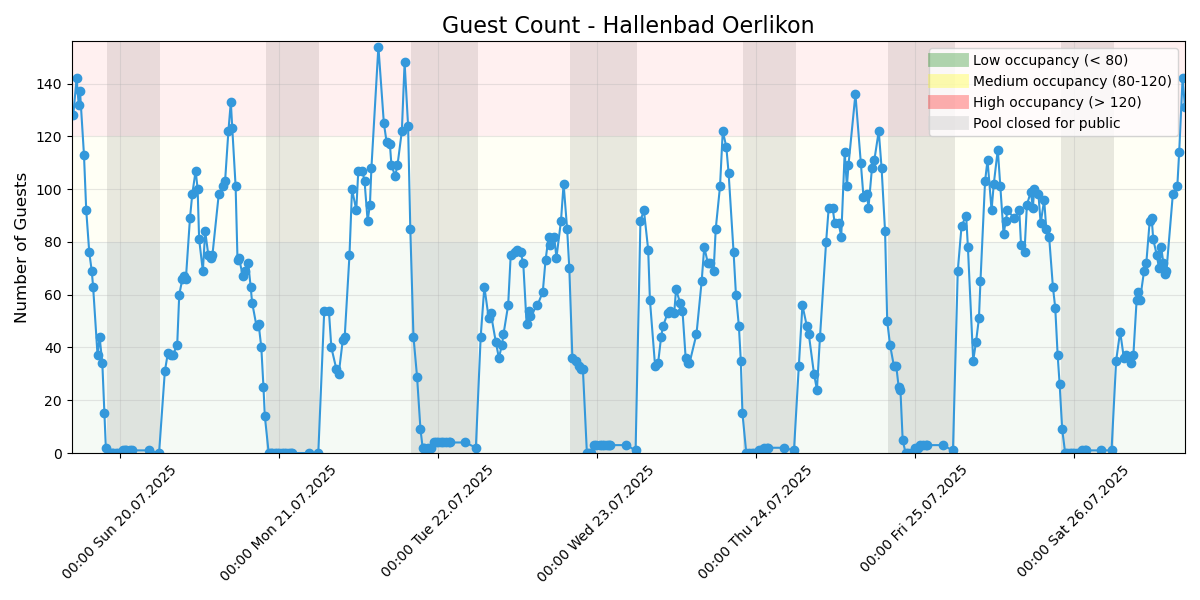 Guest Count - Hallenbad Oerlikon
Low occupancy (< 80)
Medium occupancy (80-120)
High occupancy (> 120)
Pool closed for public
Number of Guests
140
120
100
80
60
40
20
0
00:00 Sun 20.07.2025
00:00 Mon 21.07.2025
00:00 Tue 22.07.2025
00:00 Wed 23.07.2025
00:00 Thu 24.07.2025
00:00 Fri 25.07.2025
00:00 Sat 26.07.2025